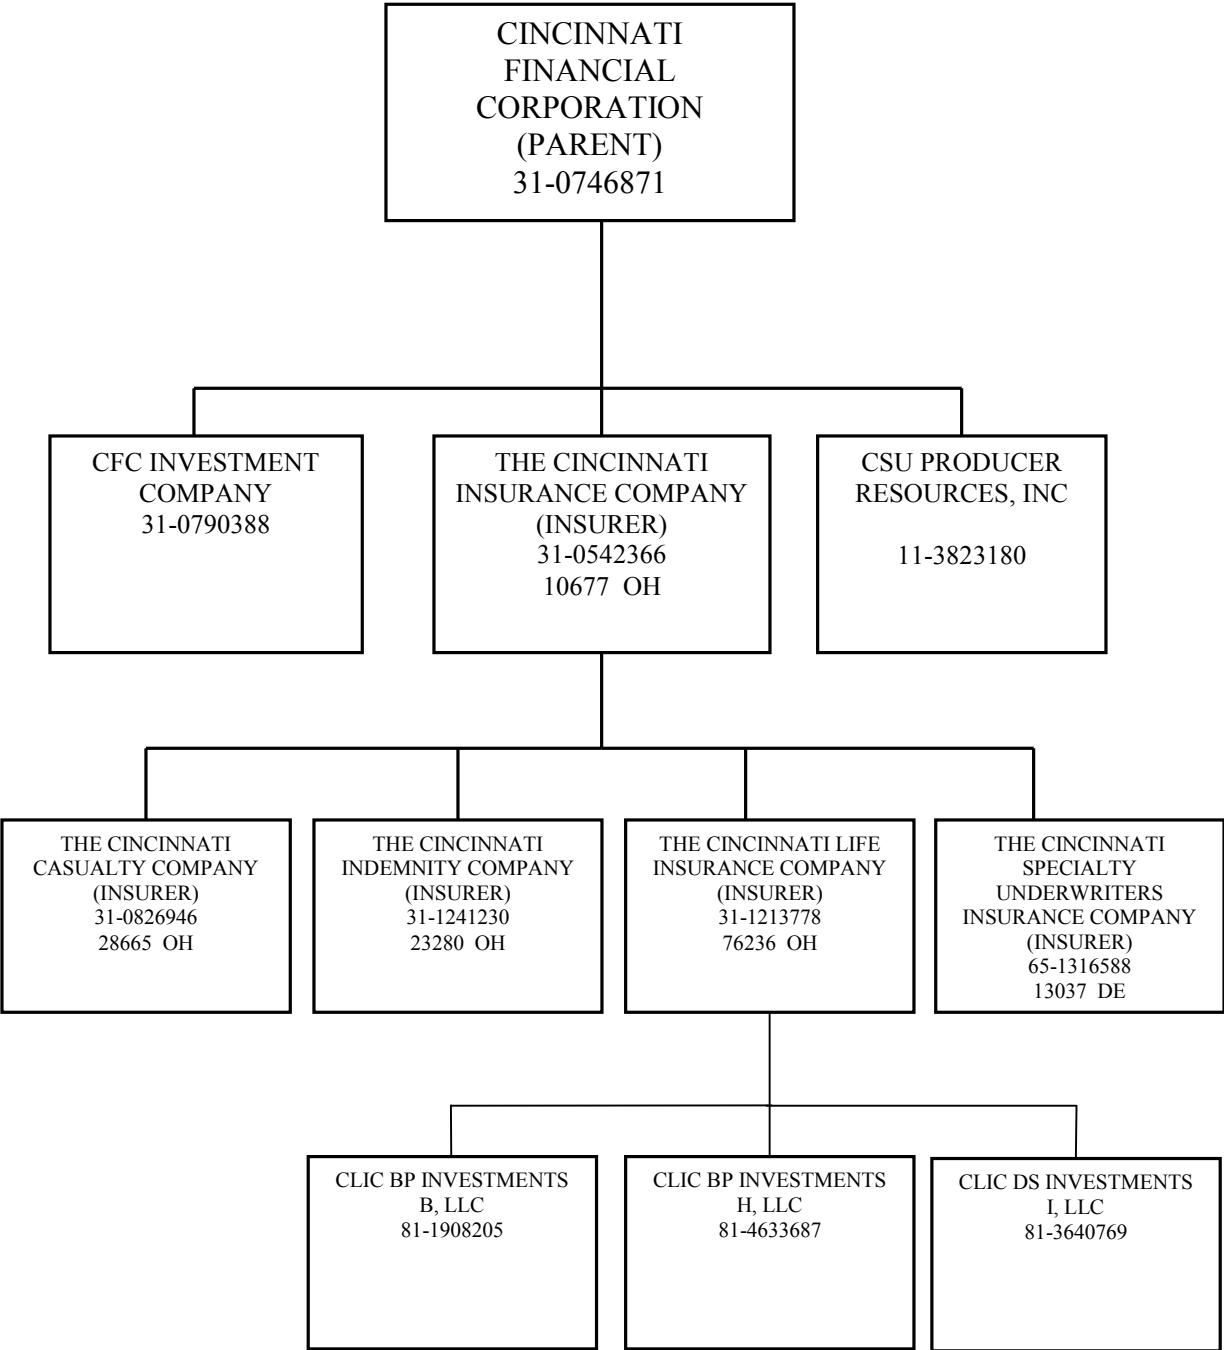 CINCINNATI
FINANCIAL
CORPORATION
(PARENT)
31-0746871
CFC INVESTMENT
COMPANY
31-0790388
THE CINCINNATI
INSURANCE COMPANY
(INSURER)
31-0542366
10677 OH
CSU PRODUCER
RESOURCES, INC
11-3823180
THE CINCINNATI
CASUALTY COMPANY
(INSURER)
31-0826946
28665 OH
THE CINCINNATI
INDEMNITY COMPANY
(INSURER)
31-1241230
23280 OH
THE CINCINNATI LIFE
INSURANCE COMPANY
(INSURER)
31-1213778
76236 OH
THE CINCINNATI
SPECIALTY
UNDERWRITERS
INSURANCE COMPANY
(INSURER)
65-1316588
13037 DE
CLIC BP INVESTMENTS
B, LLC
81-1908205
CLIC BP INVESTMENTS
H, LLC
81-4633687
CLIC DS INVESTMENTS
I, LLC
81-3640769